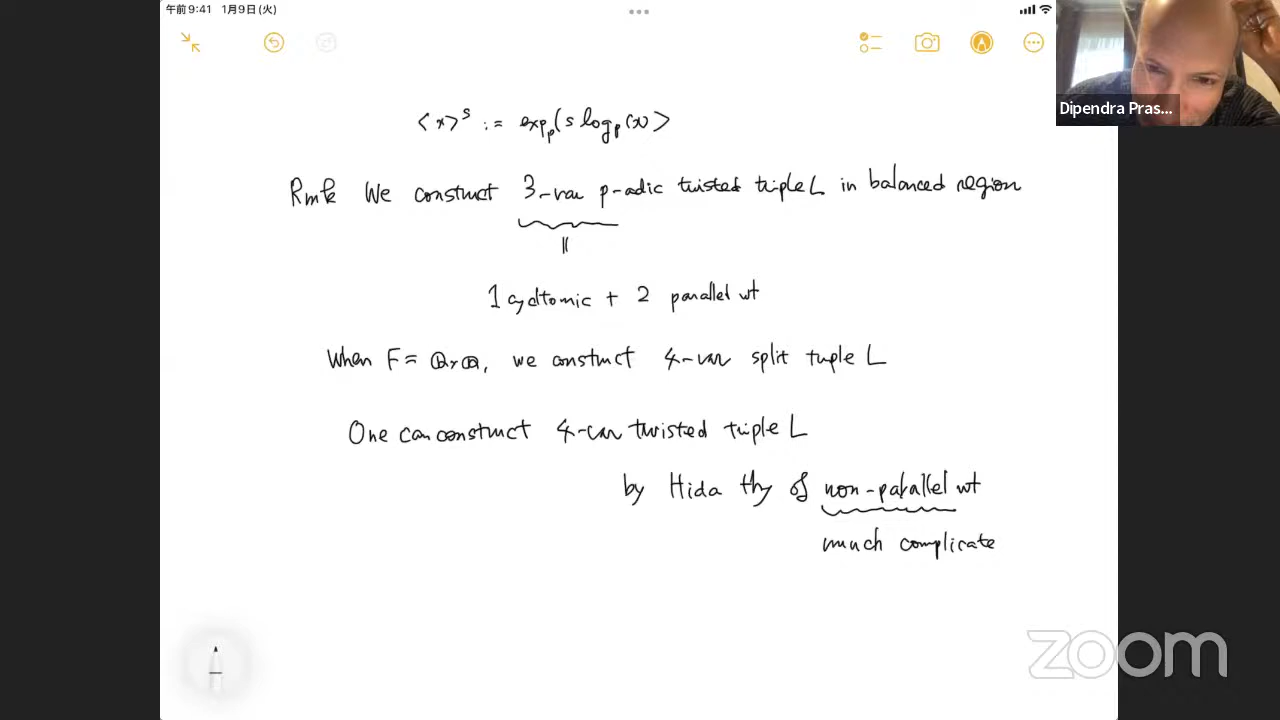 午前9:41 1月9日(火)
Dipendra Pras...
<x>^s := exp_p(s log_p(x)>
Rmk We construct 3-var p-adic twisted triple L in balanced region
||
1 cycltomic + 2 parallel wt
When F = Q×Q, we construct 4-var split tuple L
One can construct 4-var twisted triple L
by Hida thy of non-parallel wt
much complicate
zoom